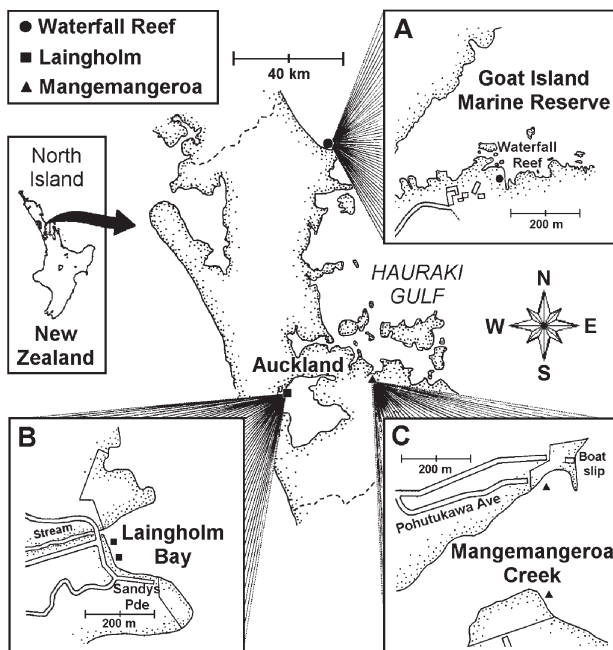 Waterfall Reef
Laingholm
Mangemangeroa
40 km
A
Goat Island
Marine Reserve
Waterfall
Reef
200 m
North
Island
New
Zealand
HAURAKI
GULF
N
W
E
S
Auckland
B
Stream
Laingholm
Bay
Sandys
Pde
200 m
C
200 m
Boat
slip
Pohutukawa Ave
Mangemangeroa
Creek